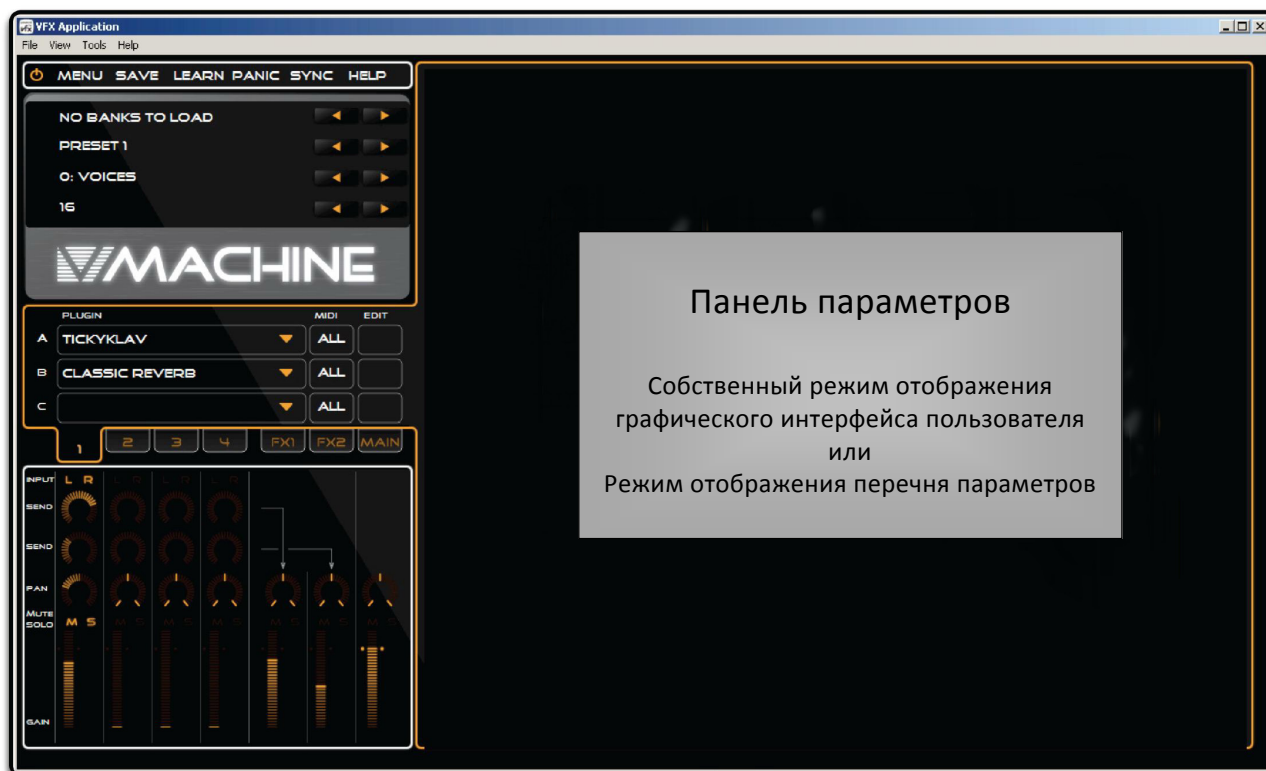 VFX Application
File View Tools Help
MENU SAVE LEARN PANIC SYNC HELP
NO BANKS TO LOAD
PRESET 1
0: VOICES
16
VMACHINE
PLUGIN MIDI EDIT
A TICKYKLAV ALL
B CLASSIC REVERB ALL
C ALL
1 2 3 4 FX1 FX2 MAIN
INPUT L R L R L R L R
SEND
SEND
PAN
MUTE
SOLO M S M S M S M S M S M S
GAIN
Панель параметров
Собственный режим отображения
графического интерфейса пользователя
или
Режим отображения перечня параметров